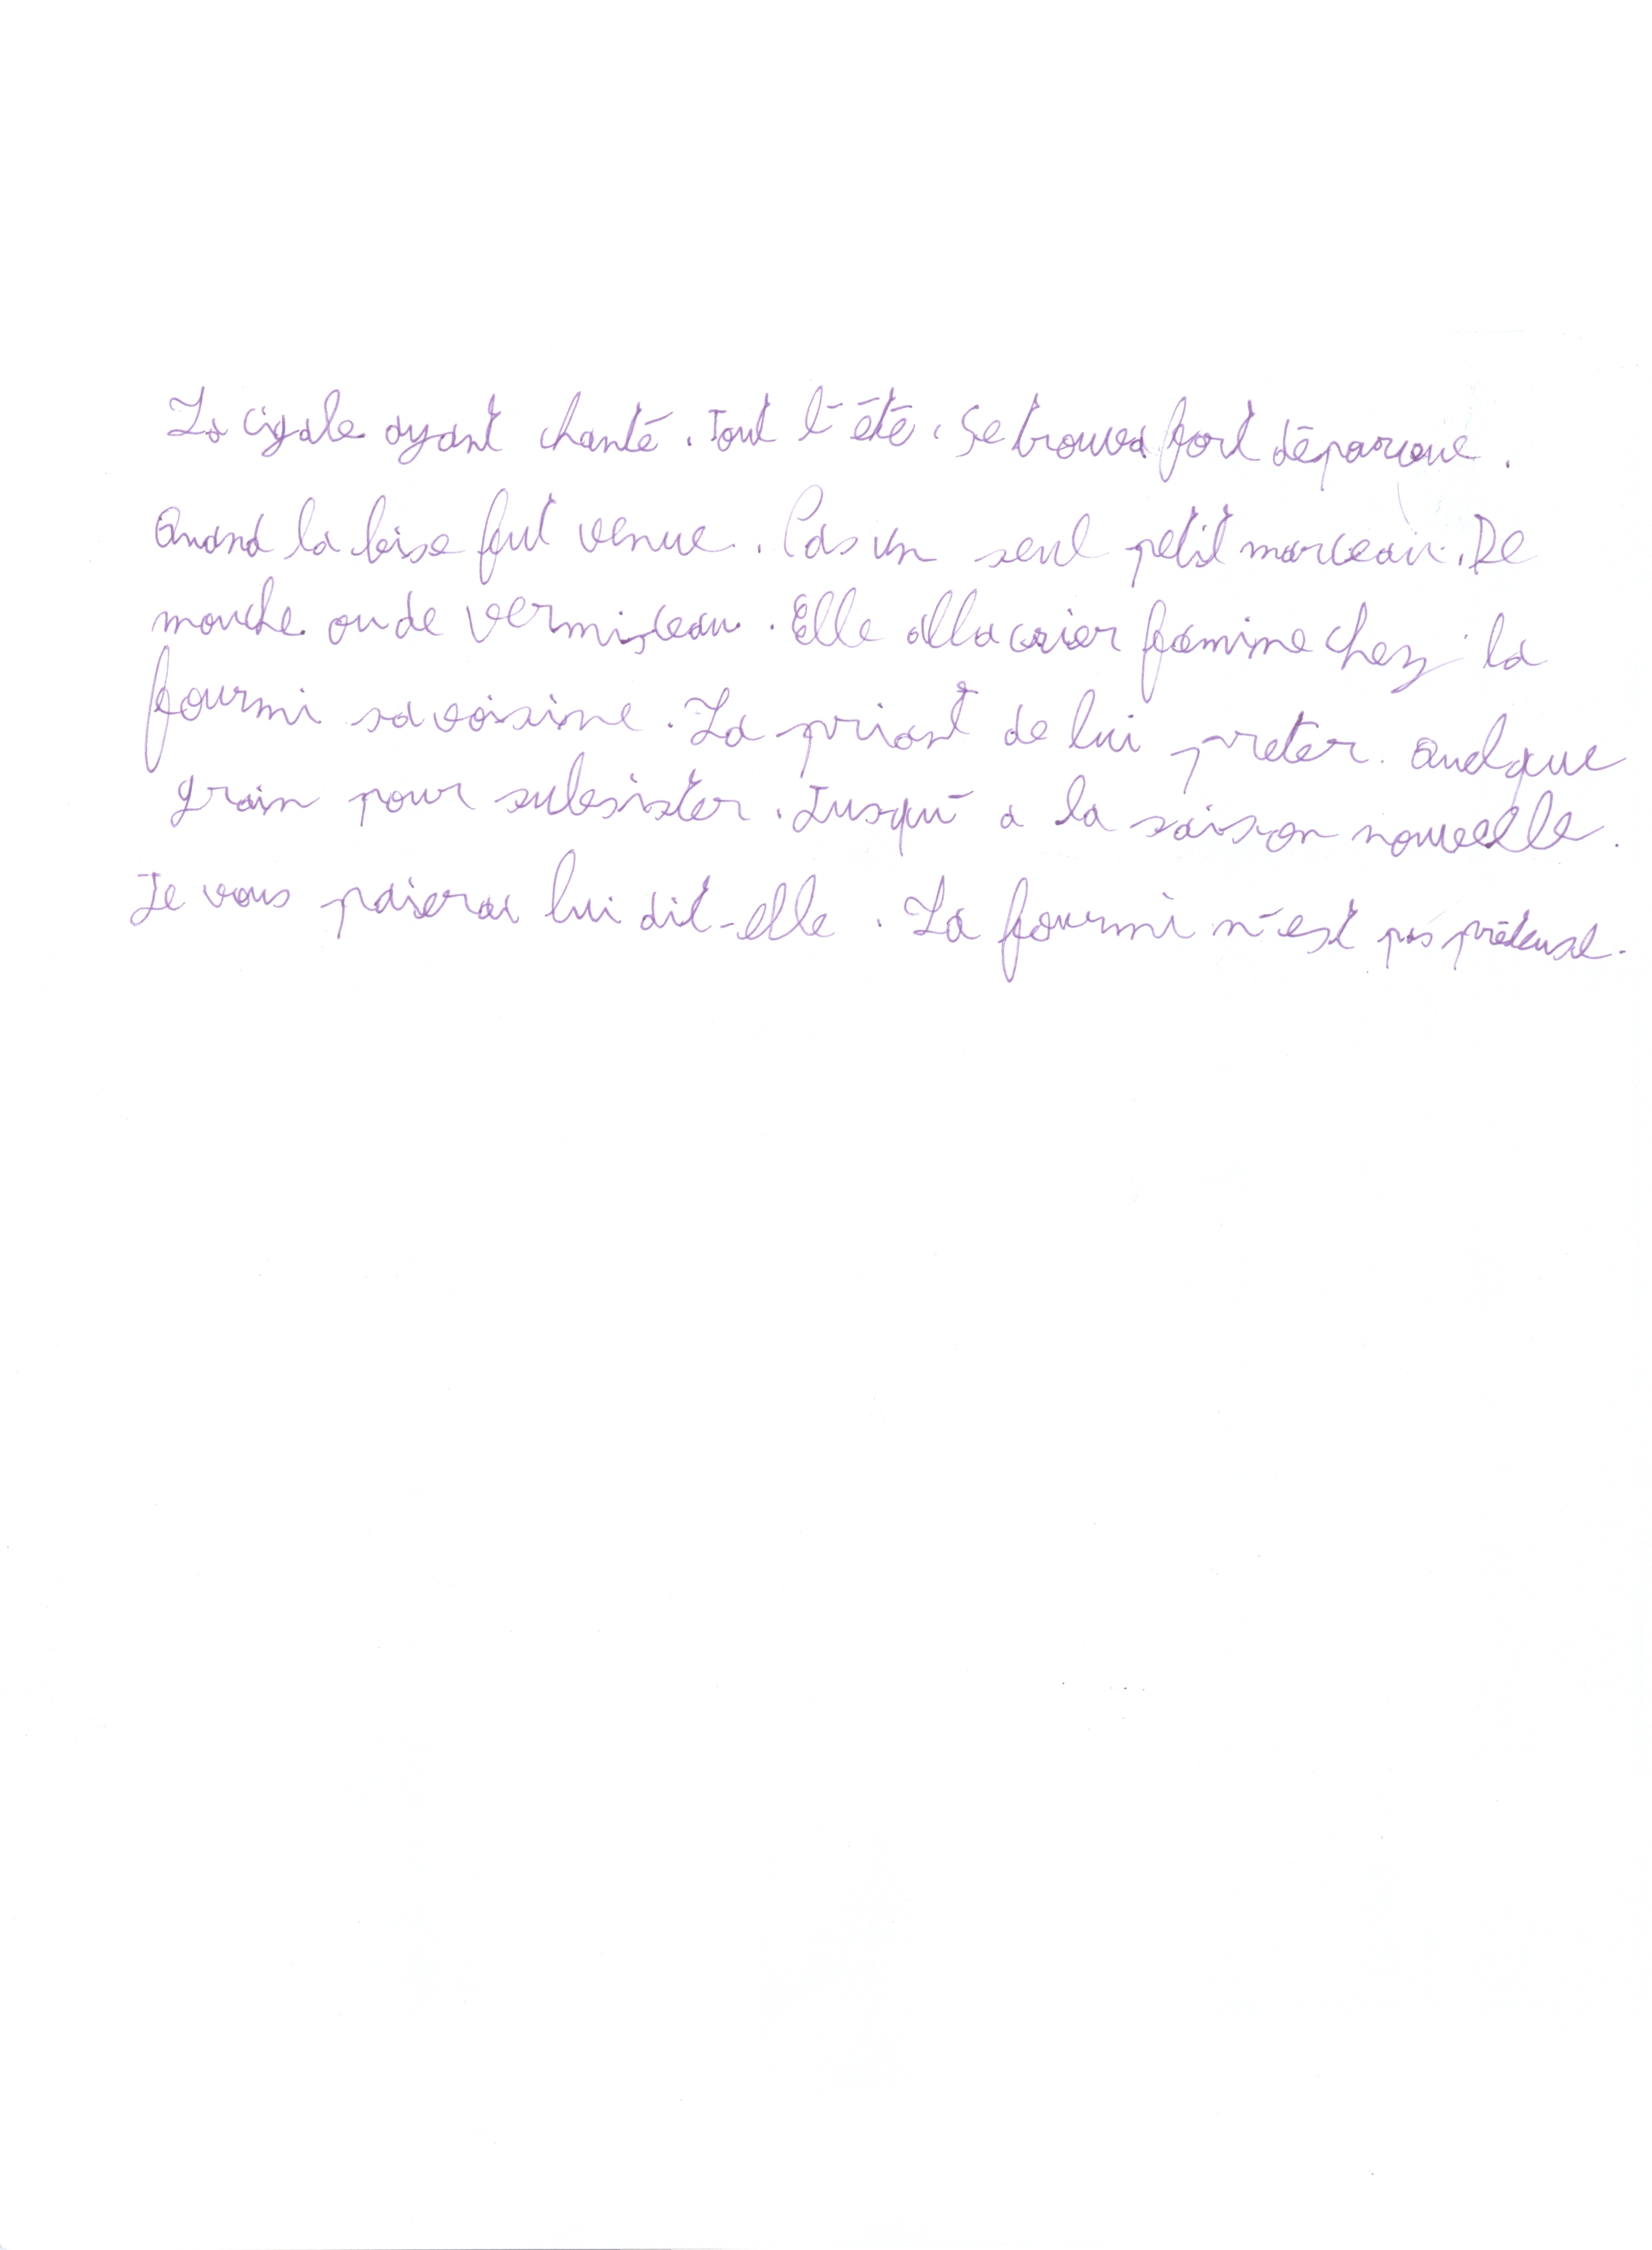 La cigale ayant chanté. Tout l'été. Se trouva fort dépourvue.
Quand la bise fut venue. Pas un seul petit morceau. De
mouche ou de vermisceau. Elle alla crier famine chez la
fourmi sa voisine. La priant de lui preter. Quelque
grain pour subsister. Jusqu'a la saison nouvelle.
Je vous paierai lui dit-elle. La fourmi n'est pas prêteuse.